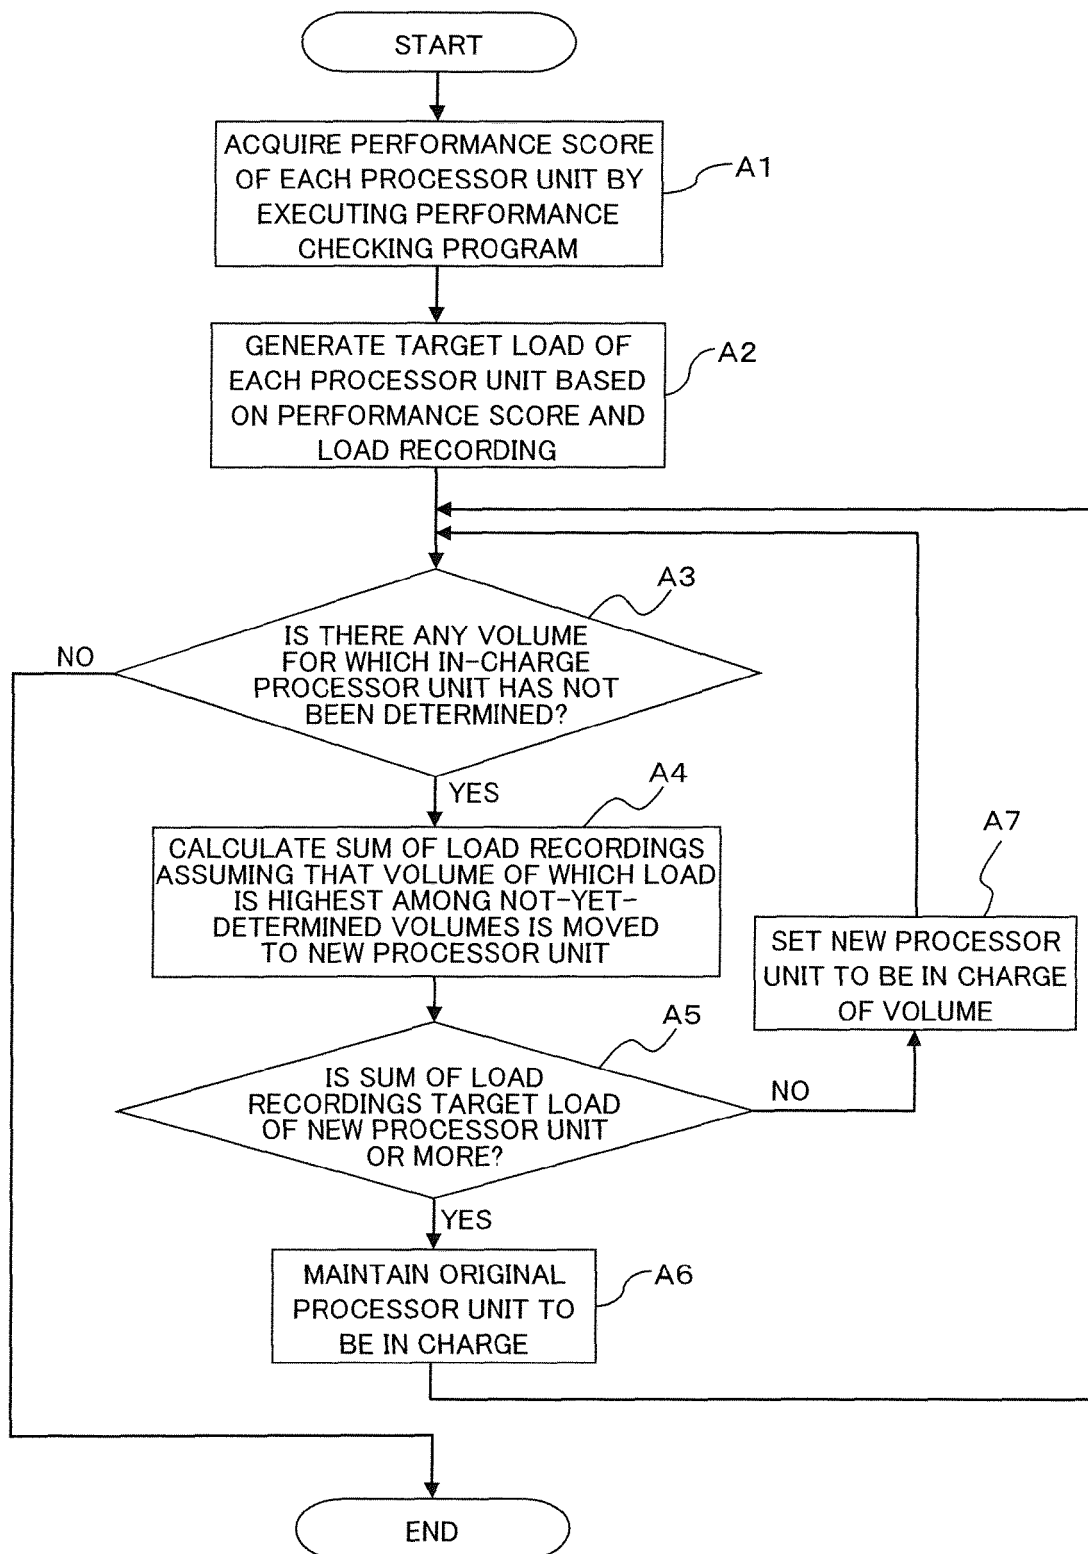 START
ACQUIRE PERFORMANCE SCORE
OF EACH PROCESSOR UNIT BY
EXECUTING PERFORMANCE
CHECKING PROGRAM
A1
GENERATE TARGET LOAD OF
EACH PROCESSOR UNIT BASED
ON PERFORMANCE SCORE AND
LOAD RECORDING
A2
A3
IS THERE ANY VOLUME
FOR WHICH IN-CHARGE
PROCESSOR UNIT HAS NOT
BEEN DETERMINED?
NO
YES
A4
CALCULATE SUM OF LOAD RECORDINGS
ASSUMING THAT VOLUME OF WHICH LOAD
IS HIGHEST AMONG NOT-YET-
DETERMINED VOLUMES IS MOVED
TO NEW PROCESSOR UNIT
A7
SET NEW PROCESSOR
UNIT TO BE IN CHARGE
OF VOLUME
A5
IS SUM OF LOAD
RECORDINGS TARGET LOAD
OF NEW PROCESSOR UNIT
OR MORE?
NO
YES
MAINTAIN ORIGINAL
PROCESSOR UNIT TO
BE IN CHARGE
A6
END